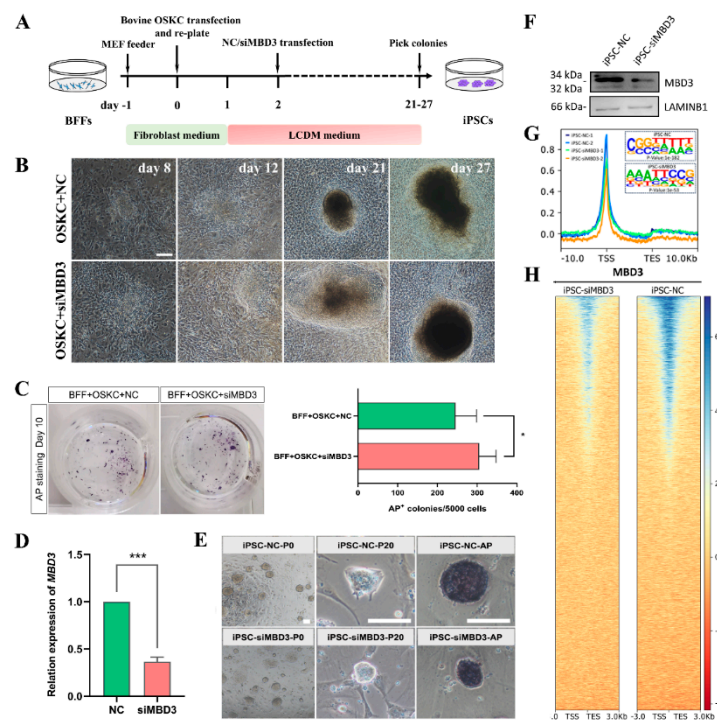 A
Bovine OSKC transfection
and re-plate
MEF feeder
NC/siMBD3 transfection
Pick colonies
day -1
0
1
2
21-27
BFFs
iPSCs
Fibroblast medium
LCDM medium
B
day 8
day 12
day 21
day 27
OSKC+NC
OSKC+siMBD3
C
BFF+OSKC+NC
BFF+OSKC+siMBD3
AP staining Day 10
BFF+OSKC+NC
BFF+OSKC+siMBD3
*
0
100
200
300
400
AP+ colonies/5000 cells
D
Relation expression of MBD3
1.5
1.0
0.5
0.0
***
NC
siMBD3
E
iPSC-NC-P0
iPSC-NC-P20
iPSC-NC-AP
iPSC-siMBD3-P0
iPSC-siMBD3-P20
iPSC-siMBD3-AP
F
iPSC-NC
iPSC-siMBD3
34 kDa
32 kDa
MBD3
66 kDa
LAMINB1
G
iPSC-NC-1
iPSC-NC-2
iPSC-siMBD3-1
iPSC-siMBD3-2
iPSC-NC
P-Value:1e-182
iPSC-siMBD3
0.8
0.6
0.4
0.2
0.0
-10.0
TSS
TES
10.0Kb
H
MBD3
iPSC-siMBD3
iPSC-NC
.0
TSS
TES
3.0Kb
-3.0
TSS
TES
3.0Kb